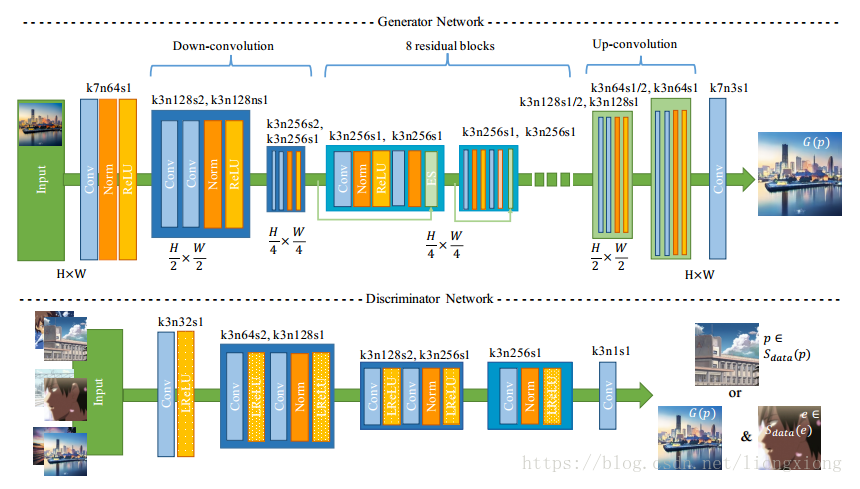 Generator Network
Down-convolution
8 residual blocks
Up-convolution
k7n64s1
k3n128s2, k3n128ns1
k3n256s2,
k3n256s1
k3n256s1, k3n256s1
k3n256s1, k3n256s1
k3n128s1/2, k3n128s1
k3n64s1/2, k3n64s1
k7n3s1
Input
Conv
Norm
ReLU
Conv
Conv
Norm
ReLU
Conv
Norm
ReLU
ES
Conv
G(p)
H×W
H/2 × W/2
H/4 × W/4
H/4 × W/4
H/2 × W/2
H×W
Discriminator Network
k3n32s1
k3n64s2, k3n128s1
k3n128s2, k3n256s1
k3n256s1
k3n1s1
Input
Conv
LReLU
Conv
LReLU
Conv
Norm
LReLU
Conv
LReLU
Conv
Norm
LReLU
Conv
Norm
LReLU
Conv
p ∈
S_data(p)
or
G(p)
&
e ∈
S_data(e)
https://blog.csdn.net/liongxiong